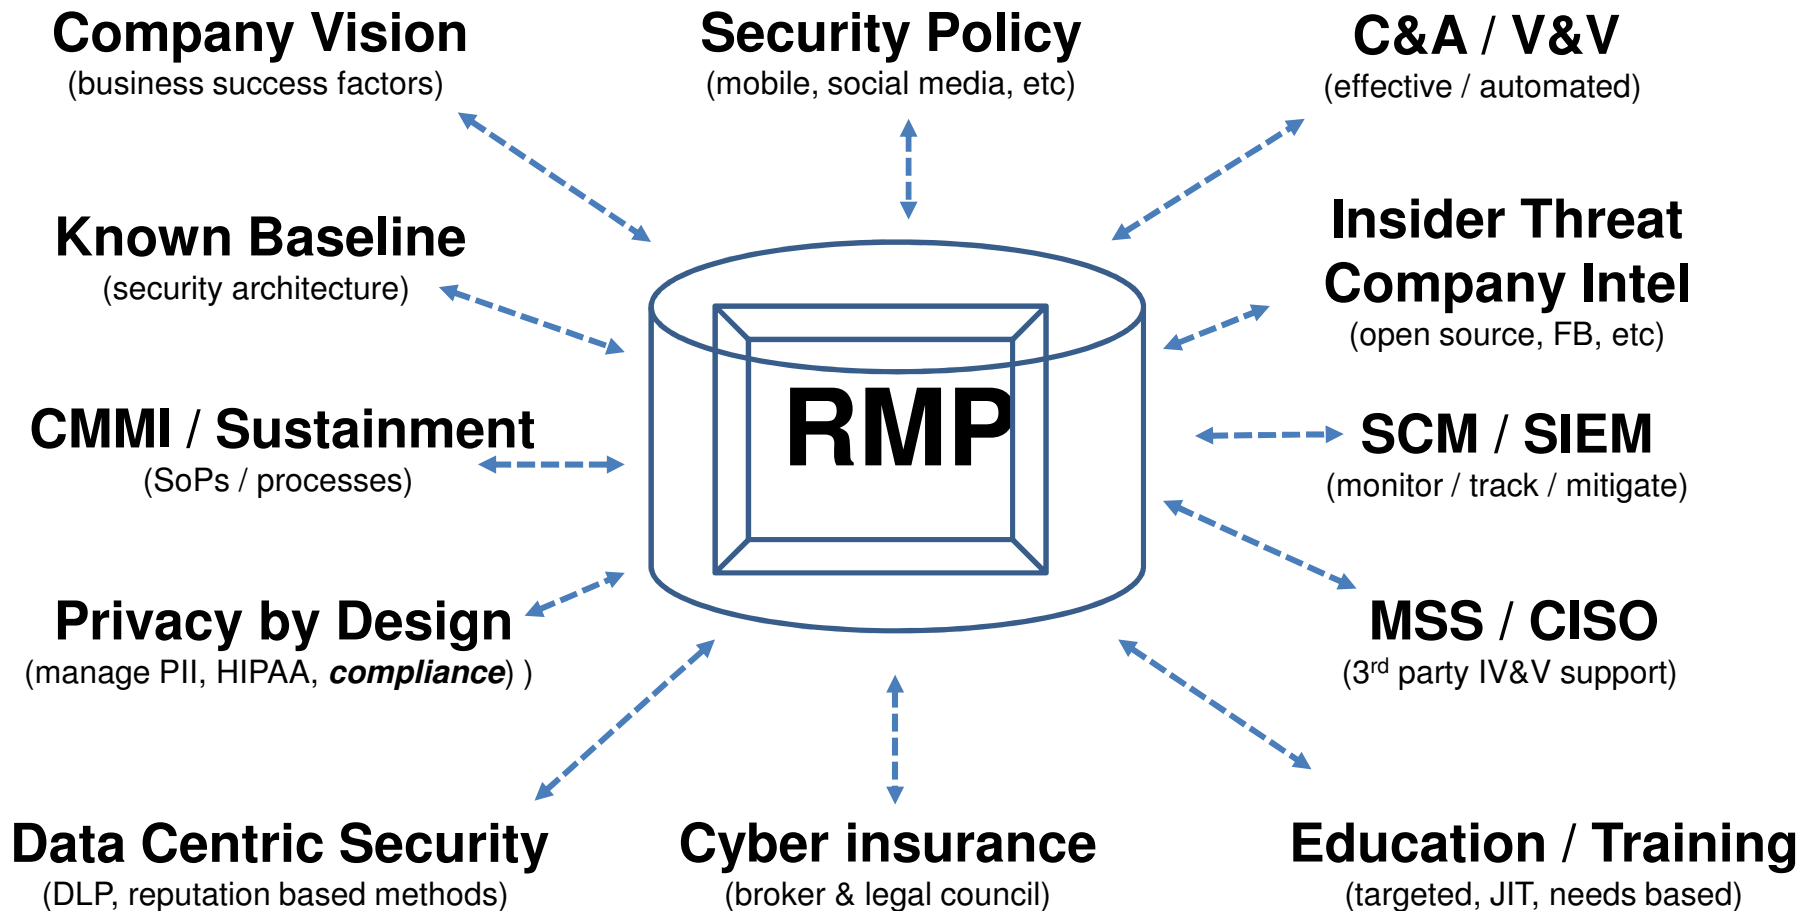 Company Vision
(business success factors)
Security Policy
(mobile, social media, etc)
C&A / V&V
(effective / automated)
Known Baseline
(security architecture)
Insider Threat
Company Intel
(open source, FB, etc)
RMP
CMMI / Sustainment
(SoPs / processes)
SCM / SIEM
(monitor / track / mitigate)
Privacy by Design
(manage PII, HIPAA, compliance) )
MSS / CISO
(3rd party IV&V support)
Data Centric Security
(DLP, reputation based methods)
Cyber insurance
(broker & legal council)
Education / Training
(targeted, JIT, needs based)